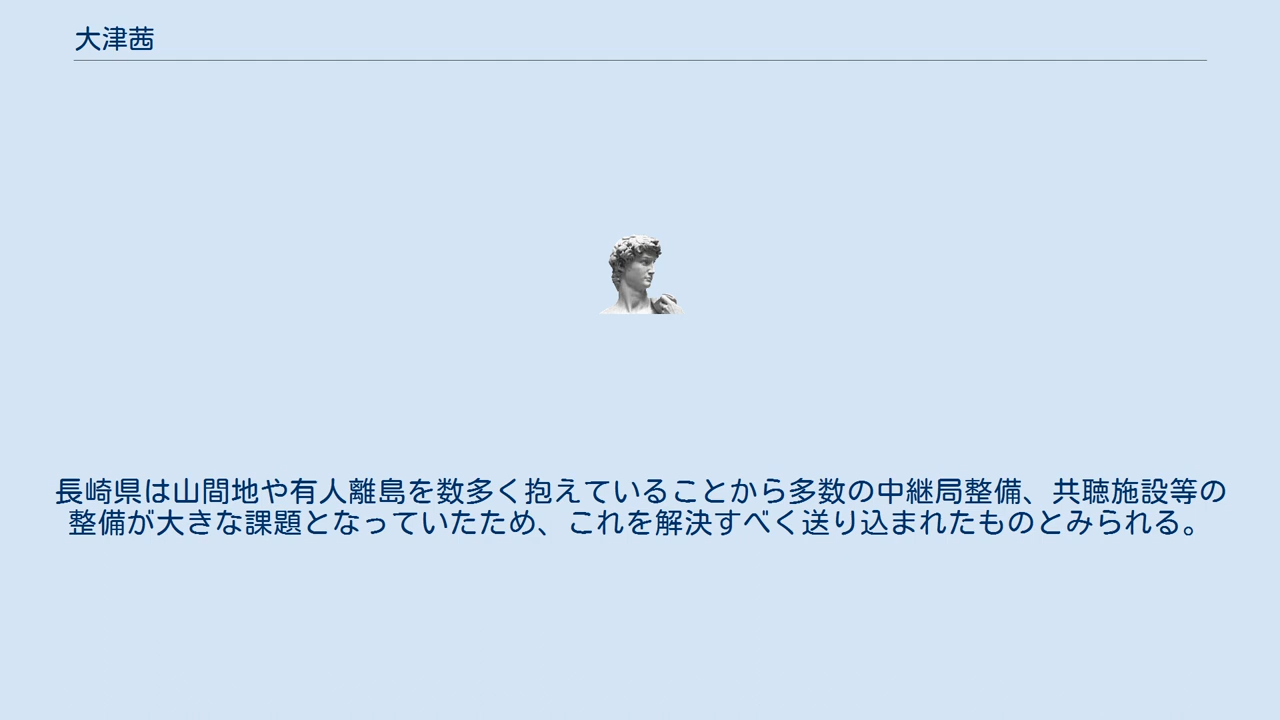 大津茜
長崎県は山間地や有人離島を数多く抱えていることから多数の中継局整備、共聴施設等の
整備が大きな課題となっていたため、これを解決すべく送り込まれたものとみられる。